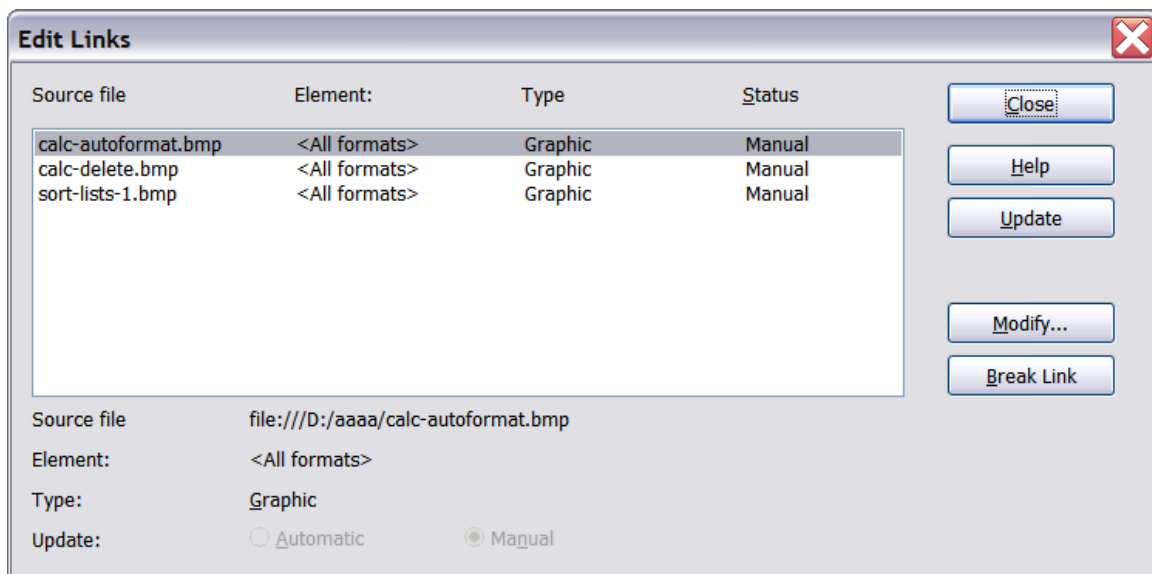 Edit Links
Source file Element: Type Status
Close
calc-autoformat.bmp <All formats> Graphic Manual
calc-delete.bmp <All formats> Graphic Manual
Help
sort-lists-1.bmp <All formats> Graphic Manual
Update
Modify...
Break Link
Source file file:///D:/aaaa/calc-autoformat.bmp
Element: <All formats>
Type: Graphic
Update: Automatic Manual